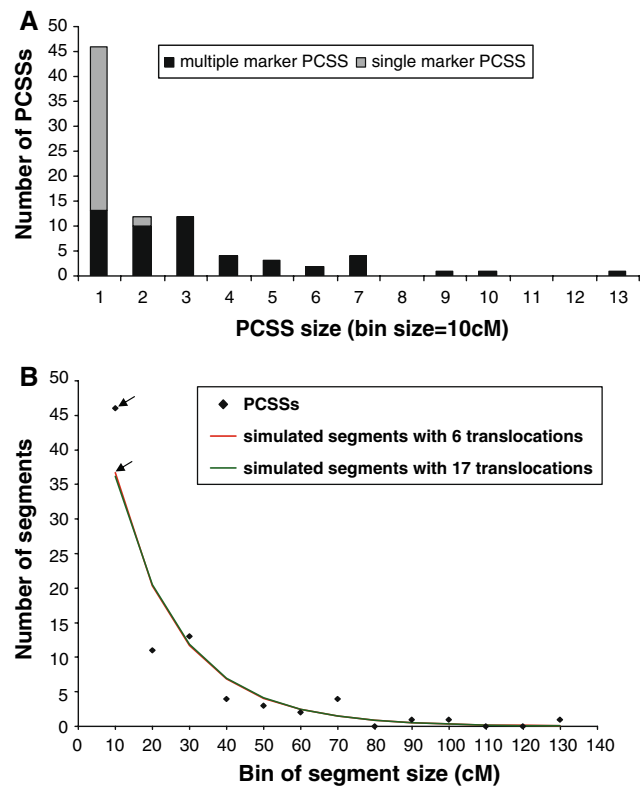 A
Number of PCSSs
50
45
40
35
30
25
20
15
10
5
0
multiple marker PCSS
single marker PCSS
1 2 3 4 5 6 7 8 9 10 11 12 13
PCSS size (bin size=10cM)
B
Number of segments
50
45
40
35
30
25
20
15
10
5
0
PCSSs
simulated segments with 6 translocations
simulated segments with 17 translocations
0 10 20 30 40 50 60 70 80 90 100 110 120 130 140
Bin of segment size (cM)